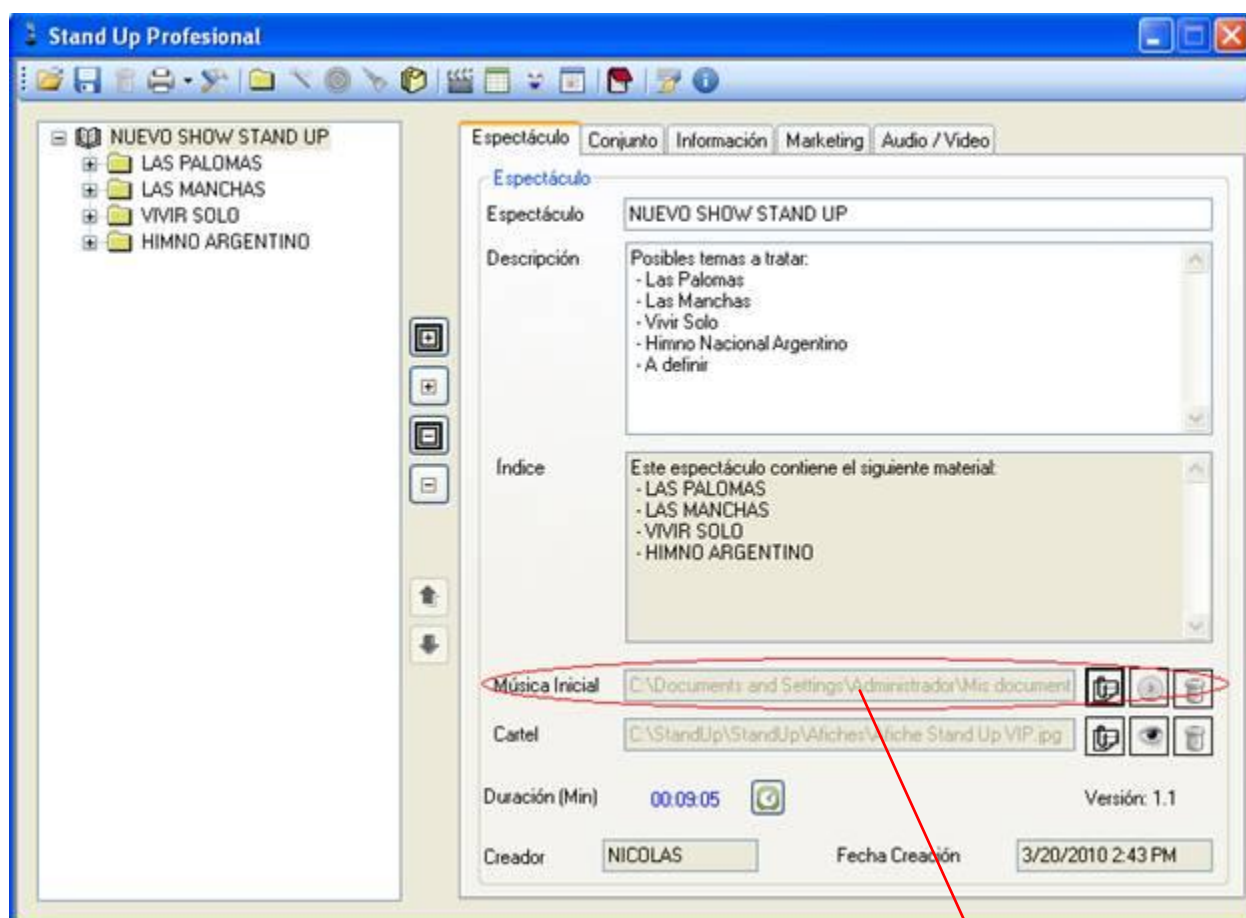 Stand Up Profesional
NUEVO SHOW STAND UP
LAS PALOMAS
LAS MANCHAS
VIVIR SOLO
HIMNO ARGENTINO
Espectáculo Conjunto Información Marketing Audio / Video
Espectáculo
Espectáculo NUEVO SHOW STAND UP
Descripción Posibles temas a tratar:
- Las Palomas
- Las Manchas
- Vivir Solo
- Himno Nacional Argentino
- A definir
Índice Este espectáculo contiene el siguiente material:
- LAS PALOMAS
- LAS MANCHAS
- VIVIR SOLO
- HIMNO ARGENTINO
Música Inicial C:\Documents and Settings\Administrador\Mis document
Cartel C:\StandUp\StandUp\Afiches\Afiche Stand Up VIP.jpg
Duración (Min) 00:09:05 Versión: 1.1
Creador NICOLAS Fecha Creación 3/20/2010 2:43 PM